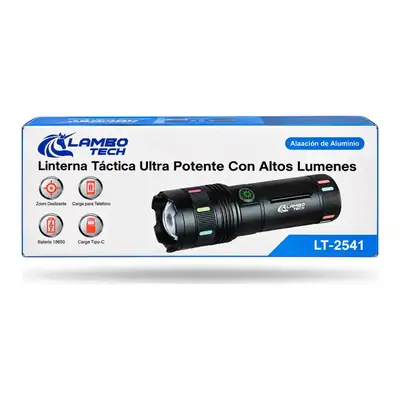 LAMBO
TECH
Alaación de Aluminio
Linterna Táctica Ultra Potente Con Altos Lumenes
Zoom Deslizante
Carga para Teléfono
Batería 18650
Carga Tipo-C
LAMBO
TECH
LT-2541